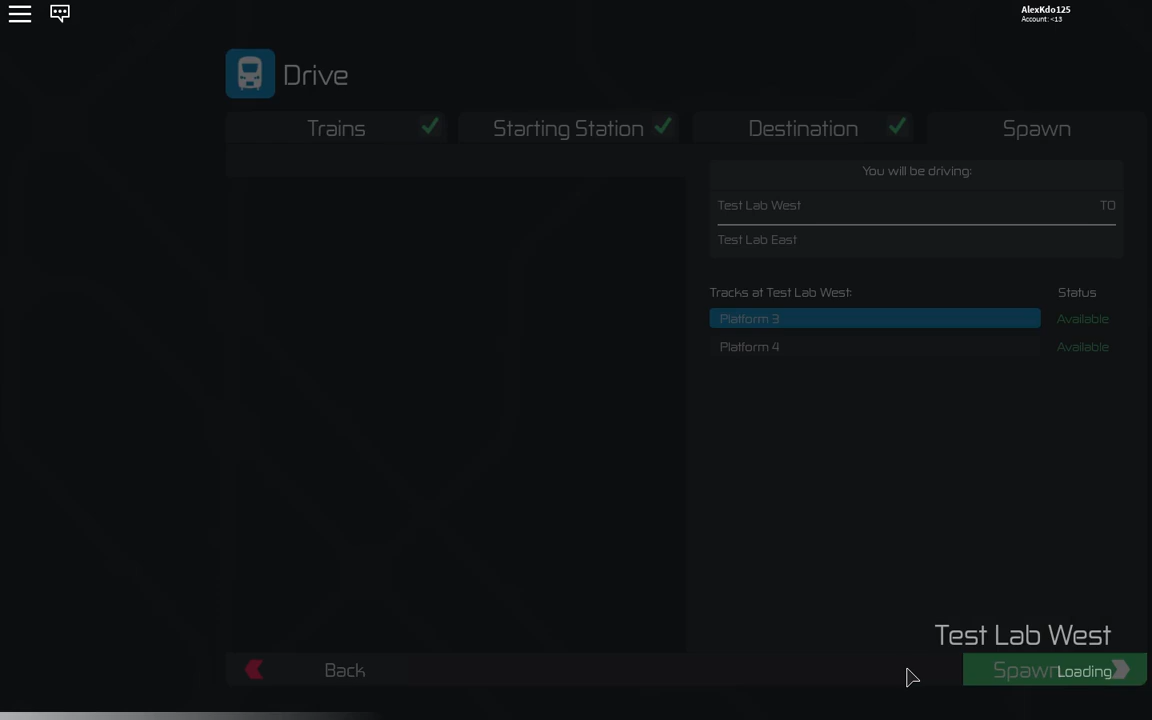 AlexKdo125
Account: <13
Drive
Trains
Starting Station
Destination
Spawn
You will be driving:
Test Lab West TO
Test Lab East
Tracks at Test Lab West: Status
Platform 3 Available
Platform 4 Available
Test Lab West
Back
Spawn
Loading